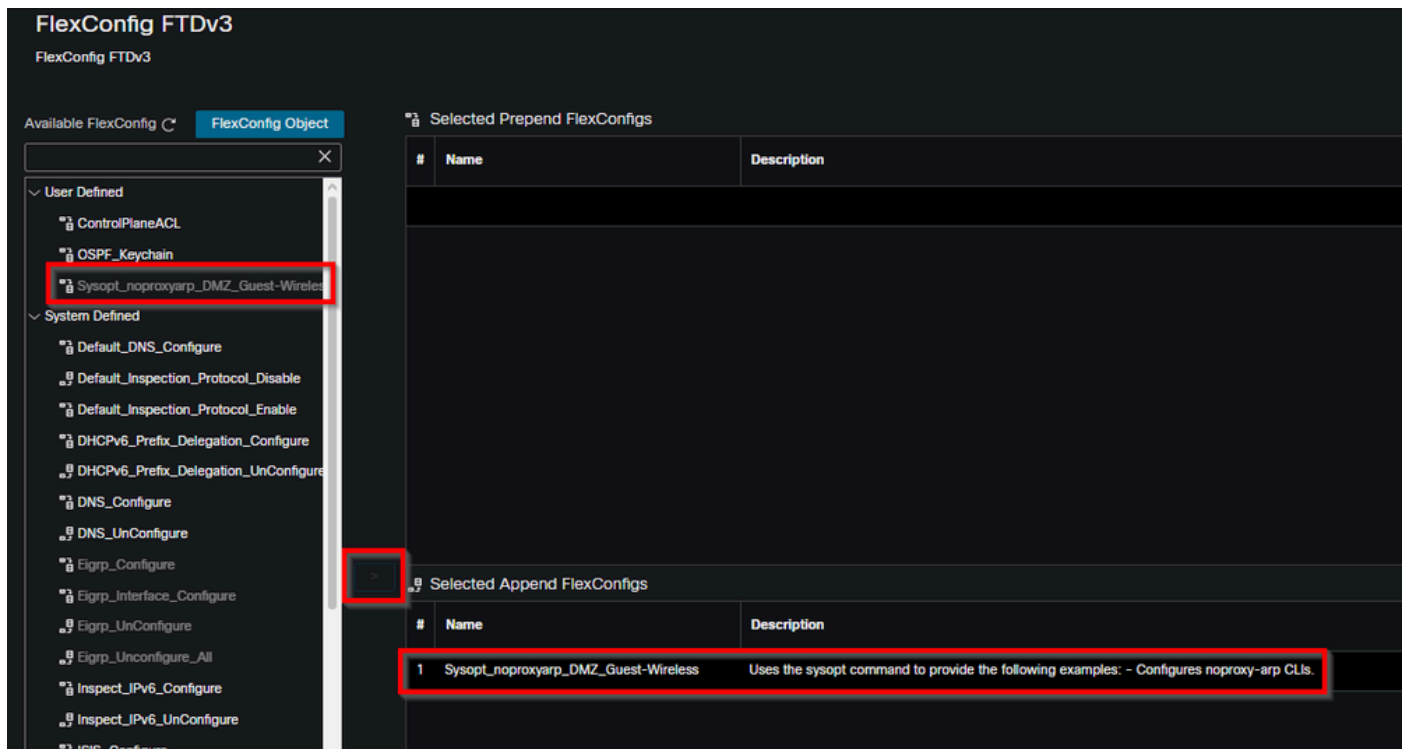 FlexConfig FTDv3
FlexConfig FTDv3
Available FlexConfig
FlexConfig Object
User Defined
ControlPlaneACL
OSPF_Keychain
Sysopt_noproxyarp_DMZ_Guest-Wireles
System Defined
Default_DNS_Configure
Default_Inspection_Protocol_Disable
Default_Inspection_Protocol_Enable
DHCPv6_Prefix_Delegation_Configure
DHCPv6_Prefix_Delegation_UnConfigure
DNS_Configure
DNS_UnConfigure
Eigrp_Configure
Eigrp_Interface_Configure
Eigrp_UnConfigure
Eigrp_Unconfigure_All
Inspect_IPv6_Configure
Inspect_IPv6_UnConfigure
ISIS_Configure
>
Selected Prepend FlexConfigs
# Name Description
Selected Append FlexConfigs
# Name Description
1 Sysopt_noproxyarp_DMZ_Guest-Wireless Uses the sysopt command to provide the following examples: - Configures noproxy-arp CLIs.